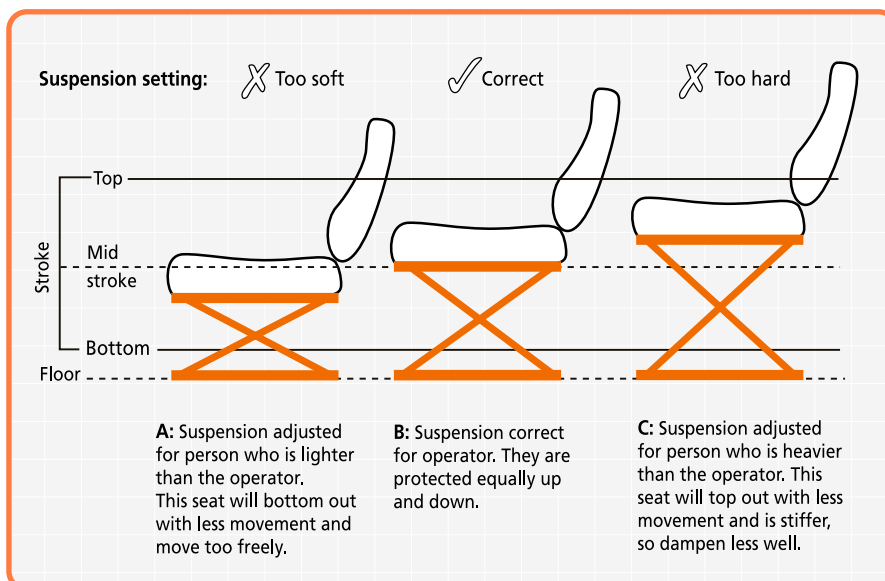 Suspension setting:
Too soft
Correct
Too hard
Top
Mid
stroke
Stroke
Bottom
Floor
A: Suspension adjusted
for person who is lighter
than the operator.
This seat will bottom out
with less movement and
move too freely.
B: Suspension correct
for operator. They are
protected equally up
and down.
C: Suspension adjusted
for person who is heavier
than the operator. This
seat will top out with less
movement and is stiffer,
so dampen less well.